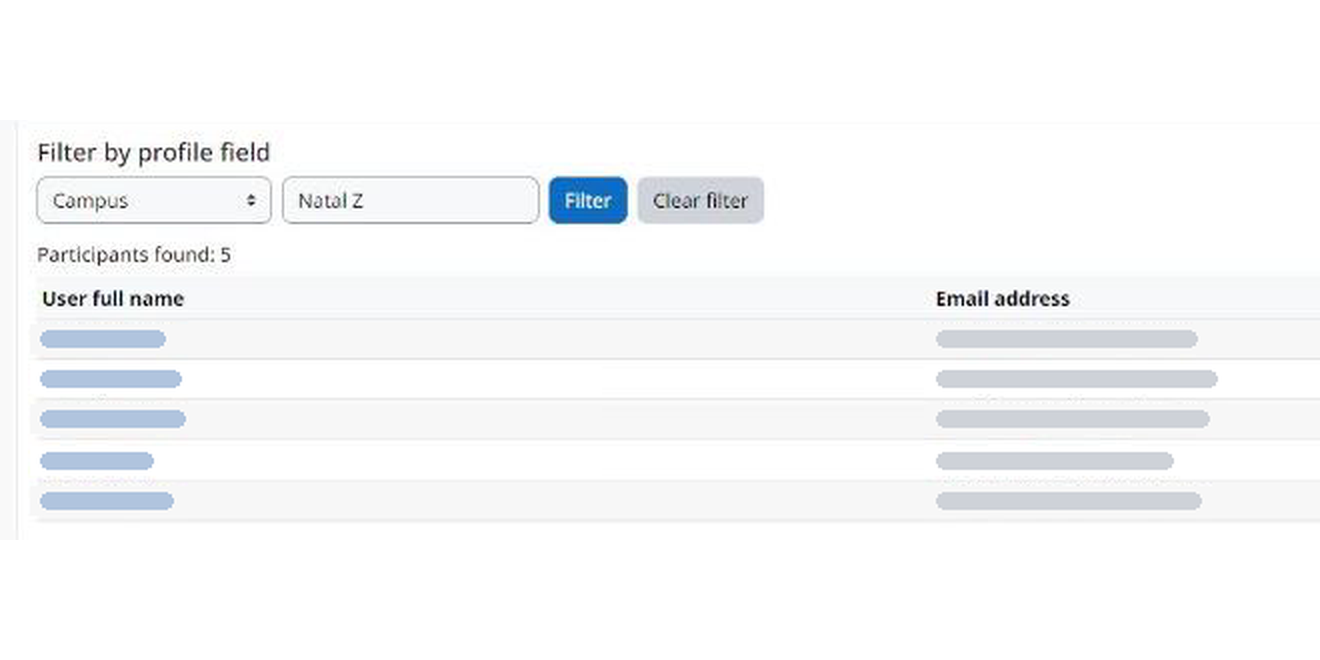 Filter by profile field
Campus Natal Z Filter Clear filter
Participants found: 5
User full name Email address